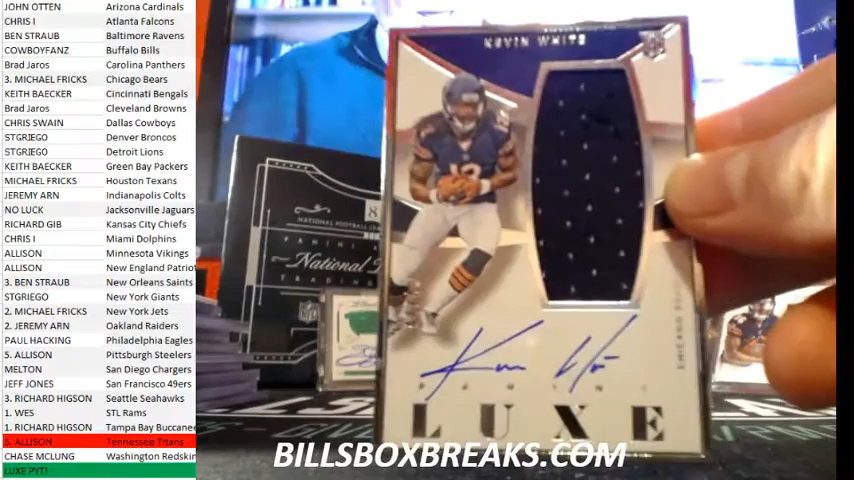 JOHN OTTEN Arizona Cardinals
CHRIS I Atlanta Falcons
BEN STRAUB Baltimore Ravens
COWBOYFANZ Buffalo Bills
Brad Jaros Carolina Panthers
3. MICHAEL FRICKS Chicago Bears
KEITH BAECKER Cincinnati Bengals
Brad Jaros Cleveland Browns
CHRIS SWAIN Dallas Cowboys
STGRIEGO Denver Broncos
STGRIEGO Detroit Lions
KEITH BAECKER Green Bay Packers
MICHAEL FRICKS Houston Texans
JEREMY ARN Indianapolis Colts
NO LUCK Jacksonville Jaguars
RICHARD GIB Kansas City Chiefs
CHRIS I Miami Dolphins
ALLISON Minnesota Vikings
ALLISON New England Patriot
3. BEN STRAUB New Orleans Saints
STGRIEGO New York Giants
2. MICHAEL FRICKS New York Jets
2. JEREMY ARN Oakland Raiders
PAUL HACKING Philadelphia Eagles
5. ALLISON Pittsburgh Steelers
MELTON San Diego Chargers
JEFF JONES San Francisco 49ers
3. RICHARD HIGSON Seattle Seahawks
1. WES STL Rams
1. RICHARD HIGSON Tampa Bay Buccanee
5. ALLISON Tennessee Titans
CHASE MCLUNG Washington Redskin
LUXE PYT!
KEVIN WHITE
PANINI
LUXE
National
BILLSBOXBREAKS.COM